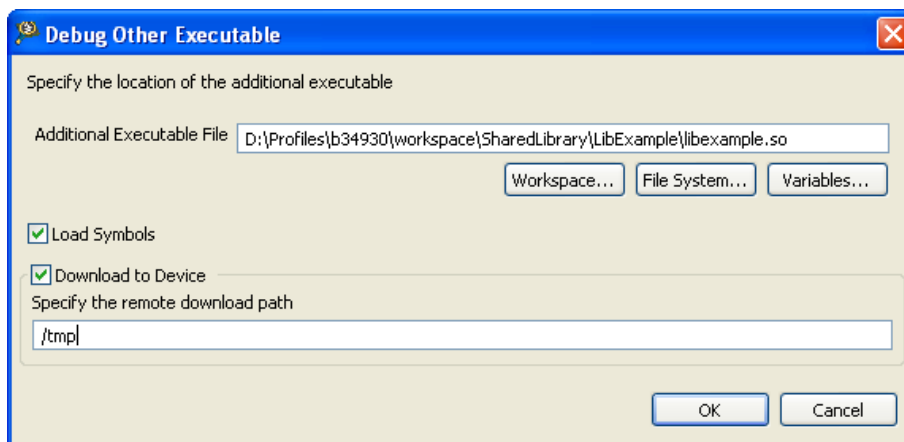 Debug Other Executable
Specify the location of the additional executable
Additional Executable File D:\Profiles\b34930\workspace\SharedLibrary\LibExample\libexample.so
Workspace... File System... Variables...
Load Symbols
Download to Device
Specify the remote download path
/tmp
OK Cancel